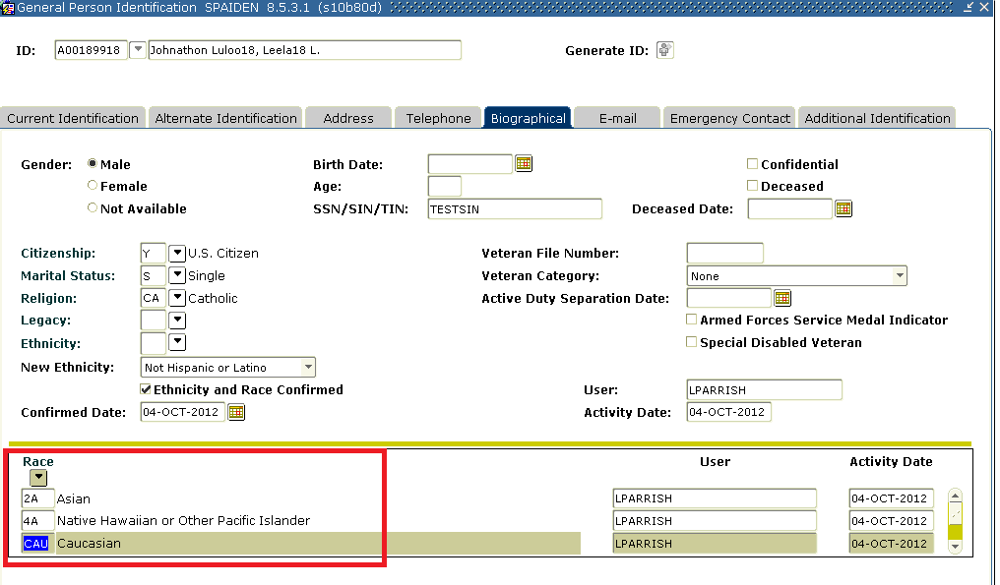 General Person Identification SPAIDEN 8.5.3.1 (s10b80d)
ID: A00189918 Johnathon Luloo18, Leela18 L. Generate ID:
Current Identification Alternate Identification Address Telephone Biographical E-mail Emergency Contact Additional Identification
Gender: Male Birth Date: Confidential
Female Age: Deceased
Not Available SSN/SIN/TIN: TESTSIN Deceased Date:
Citizenship: Y U.S. Citizen Veteran File Number:
Marital Status: S Single Veteran Category: None
Religion: CA Catholic Active Duty Separation Date:
Legacy: Armed Forces Service Medal Indicator
Ethnicity: Special Disabled Veteran
New Ethnicity: Not Hispanic or Latino
Ethnicity and Race Confirmed User: LPARRISH
Confirmed Date: 04-OCT-2012 Activity Date: 04-OCT-2012
Race User Activity Date
2A Asian LPARRISH 04-OCT-2012
4A Native Hawaiian or Other Pacific Islander LPARRISH 04-OCT-2012
CAU Caucasian LPARRISH 04-OCT-2012